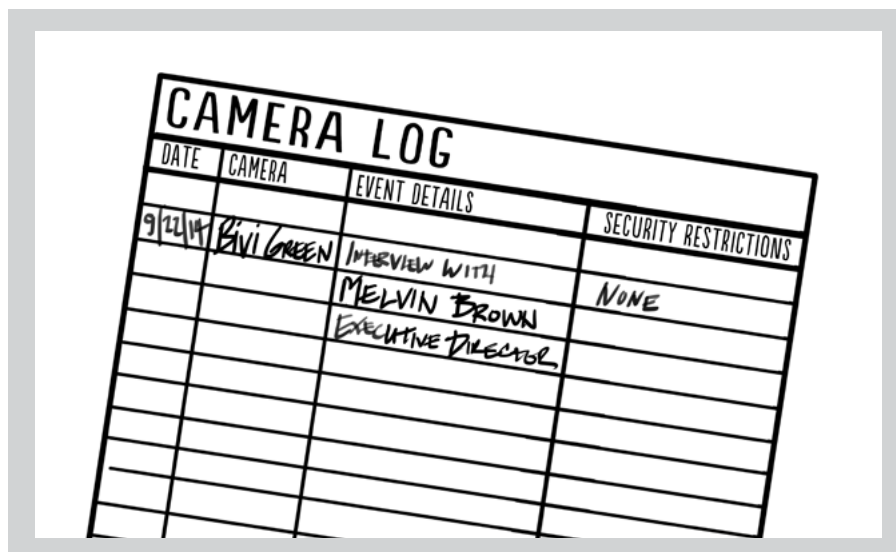 CAMERA LOG
DATE CAMERA EVENT DETAILS SECURITY RESTRICTIONS
9/22/14 Bivi GREEN INTERVIEW WITH NONE
MELVIN BROWN
EXECUTIVE DIRECTOR